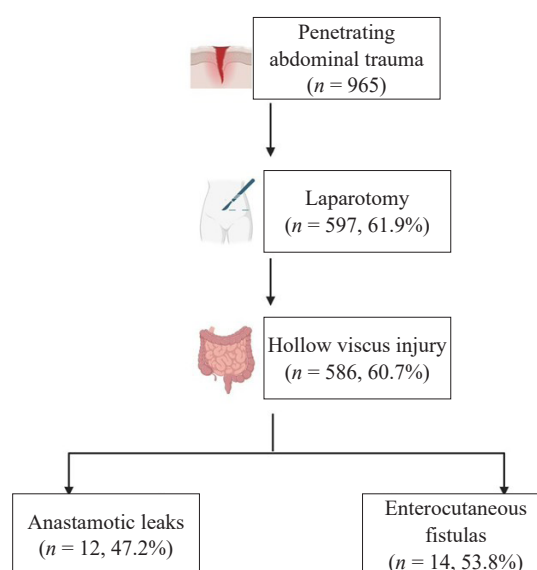 Penetrating
abdominal trauma
(n = 965)
Laparotomy
(n = 597, 61.9%)
Hollow viscus injury
(n = 586, 60.7%)
Anastamotic leaks
(n = 12, 47.2%)
Enterocutaneous
fistulas
(n = 14, 53.8%)